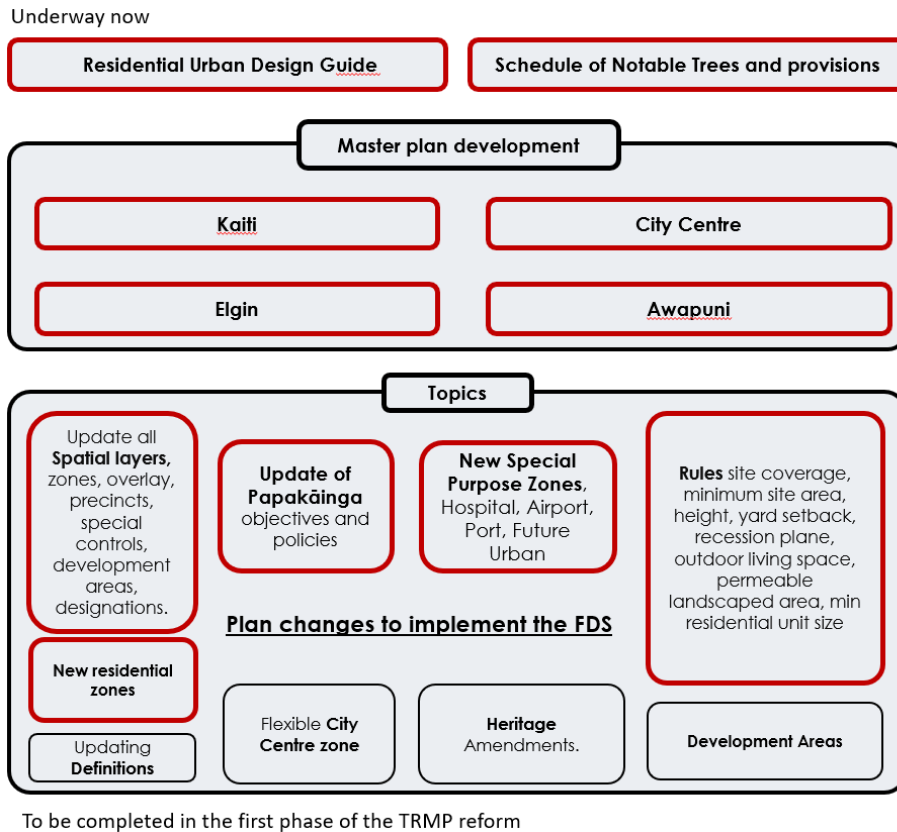 Underway now
Residential Urban Design Guide
Schedule of Notable Trees and provisions
Master plan development
Kaiti
City Centre
Elgin
Awapuni
Topics
Update all
Spatial layers,
zones, overlay,
precincts,
special
controls,
development
areas,
designations.
Update of
Papakāinga
objectives and
policies
New Special
Purpose Zones,
Hospital, Airport,
Port, Future
Urban
Rules site coverage,
minimum site area,
height, yard setback,
recession plane,
outdoor living space,
permeable
landscaped area, min
residential unit size
Plan changes to implement the FDS
New residential
zones
Updating
Definitions
Flexible City
Centre zone
Heritage
Amendments.
Development Areas
To be completed in the first phase of the TRMP reform